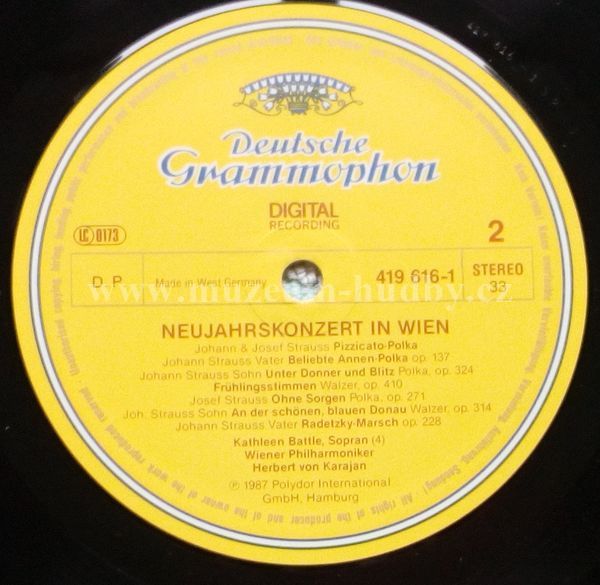 Deutsche
Grammophon
DIGITAL
RECORDING
LC 0173
2
D.P.
Made in West Germany
419 616-1
STEREO
33
www.muzeum-hudby.cz
NEUJAHRSKONZERT IN WIEN
Johann & Josef Strauss Pizzicato-Polka
Johann Strauss Vater Beliebte Annen-Polka op. 137
Johann Strauss Sohn Unter Donner und Blitz Polka, op. 324
Frühlingsstimmen Walzer, op. 410
Josef Strauss Ohne Sorgen Polka, op. 271
Joh. Strauss Sohn An der schönen, blauen Donau Walzer, op. 314
Johann Strauss Vater Radetzky-Marsch op. 228
Kathleen Battle, Sopran (4)
Wiener Philharmoniker
Herbert von Karajan
℗ 1987 Polydor International
GmbH, Hamburg
All rights of the producer and of the owner of the work reproduced reserved